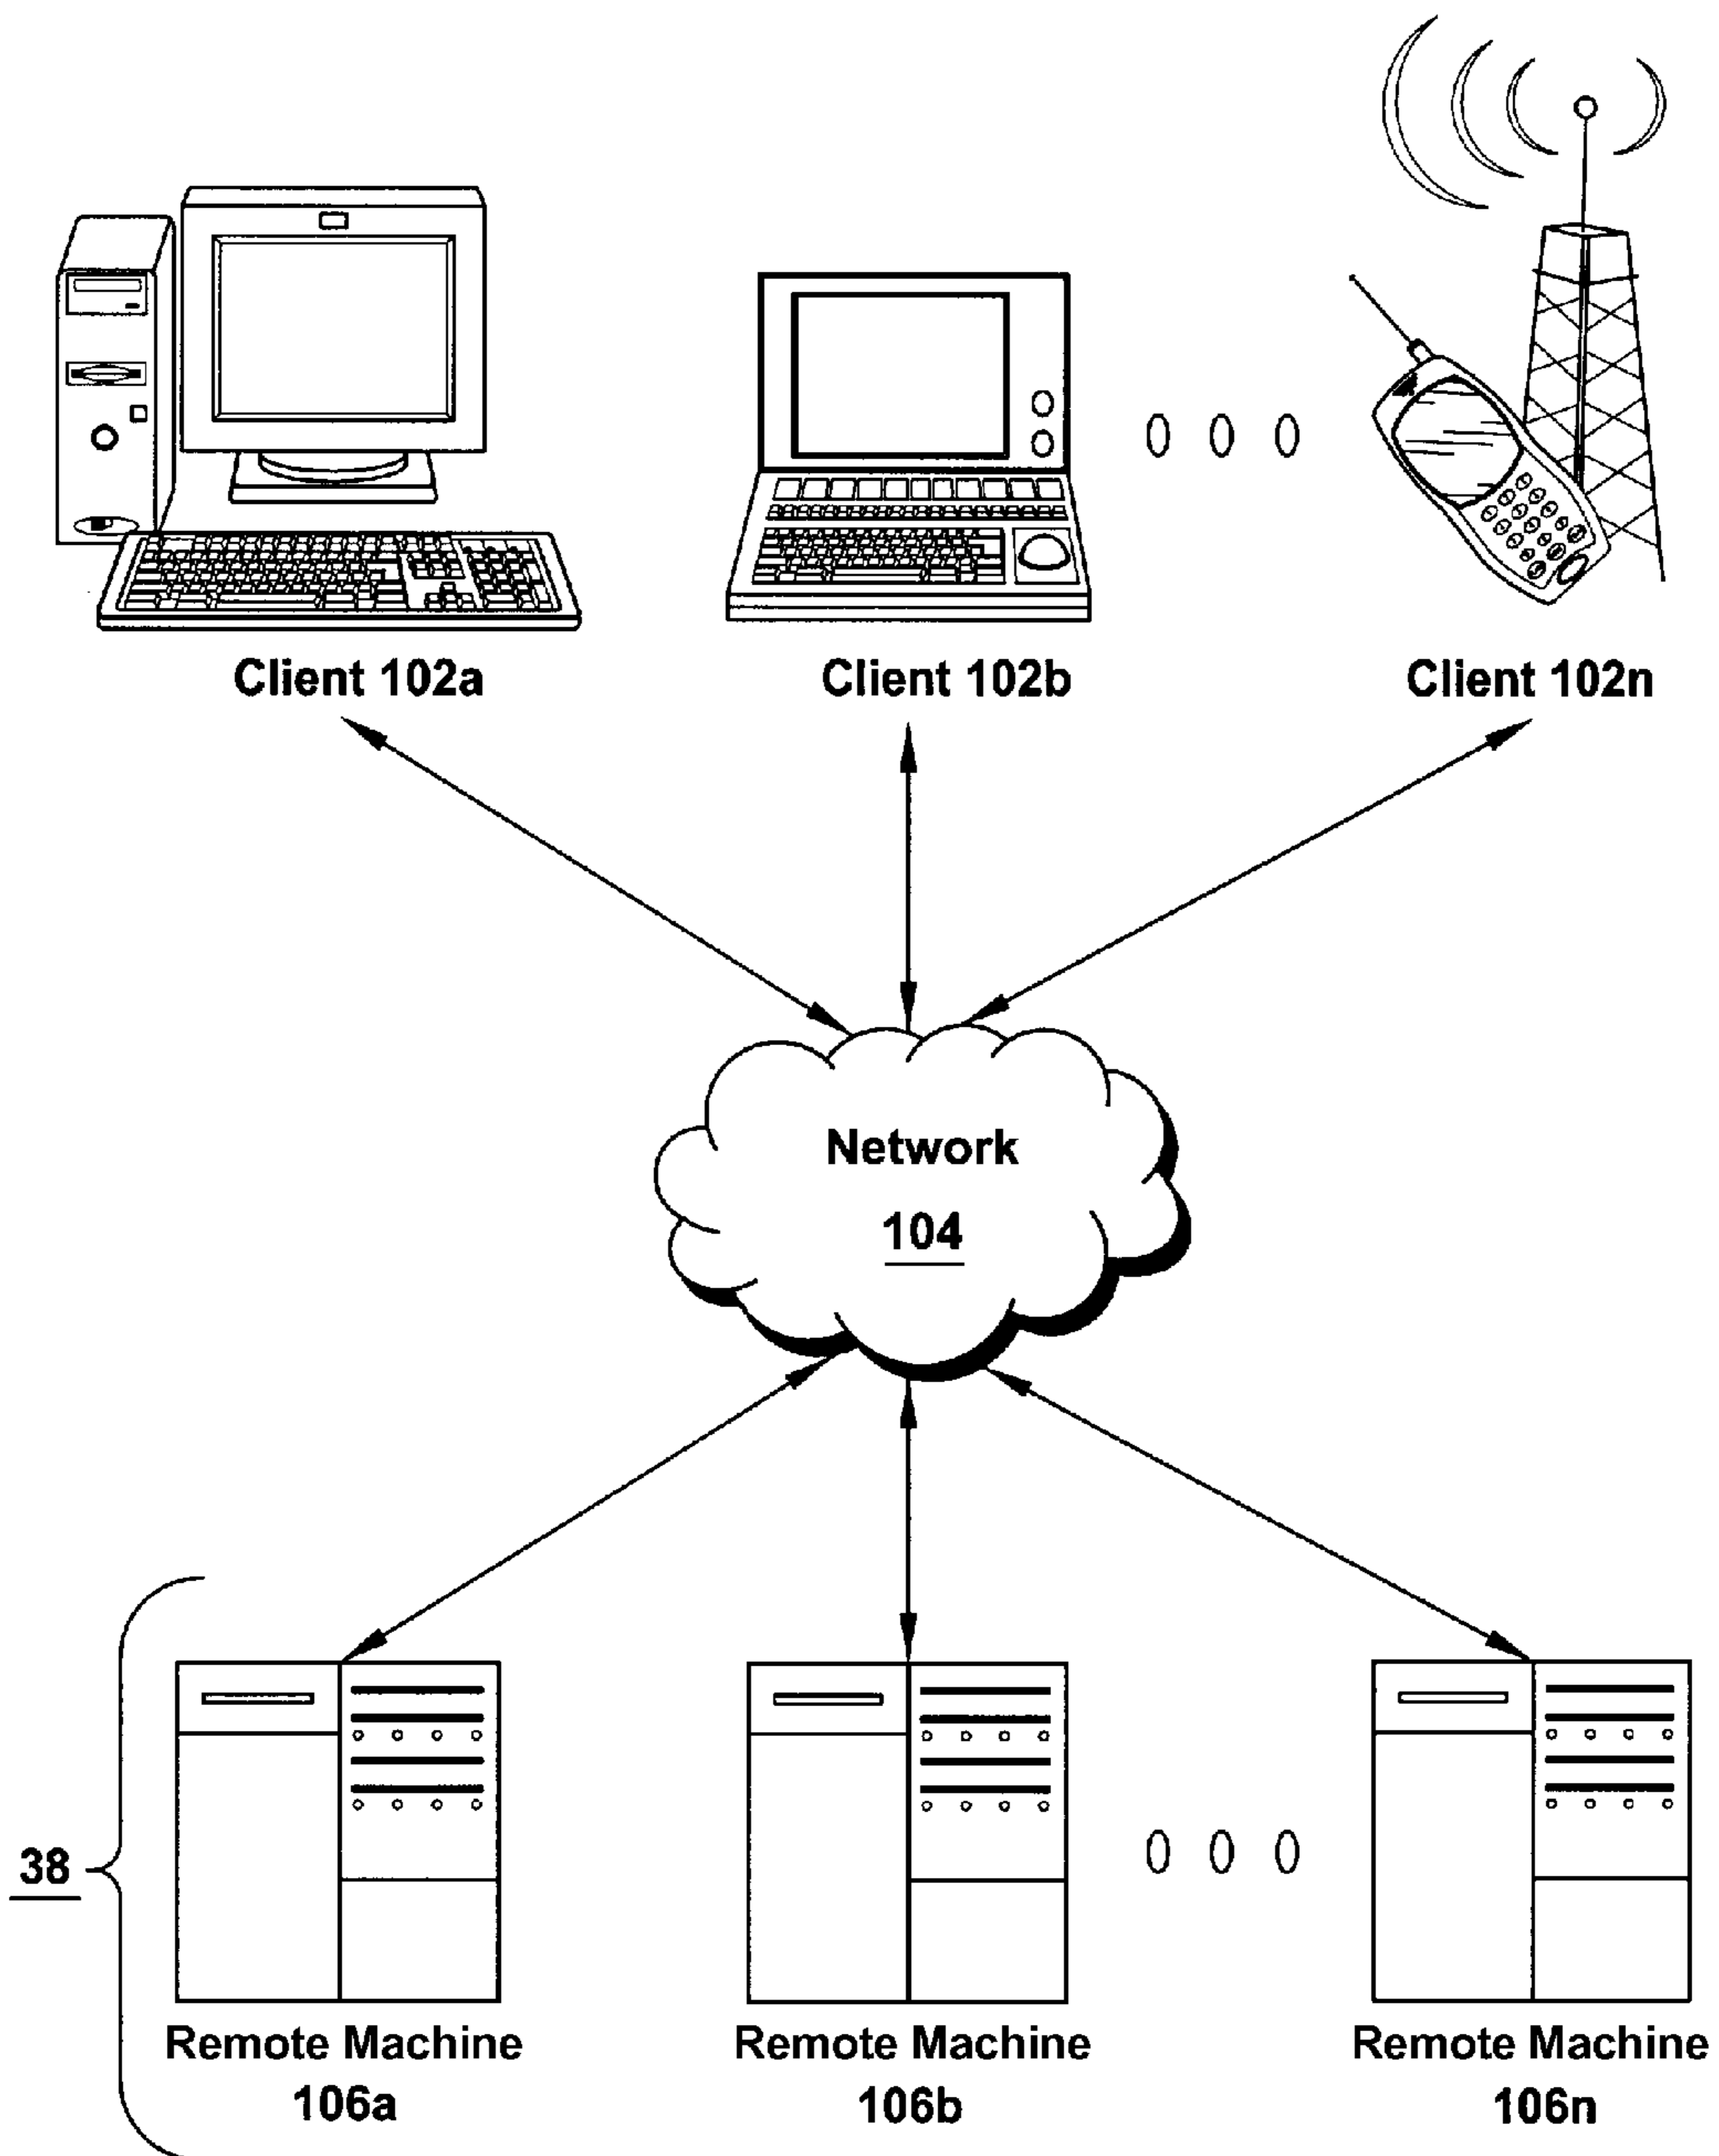 Client 102a
Client 102b
Client 102n
Network
104
38
Remote Machine
106a
Remote Machine
106b
Remote Machine
106n